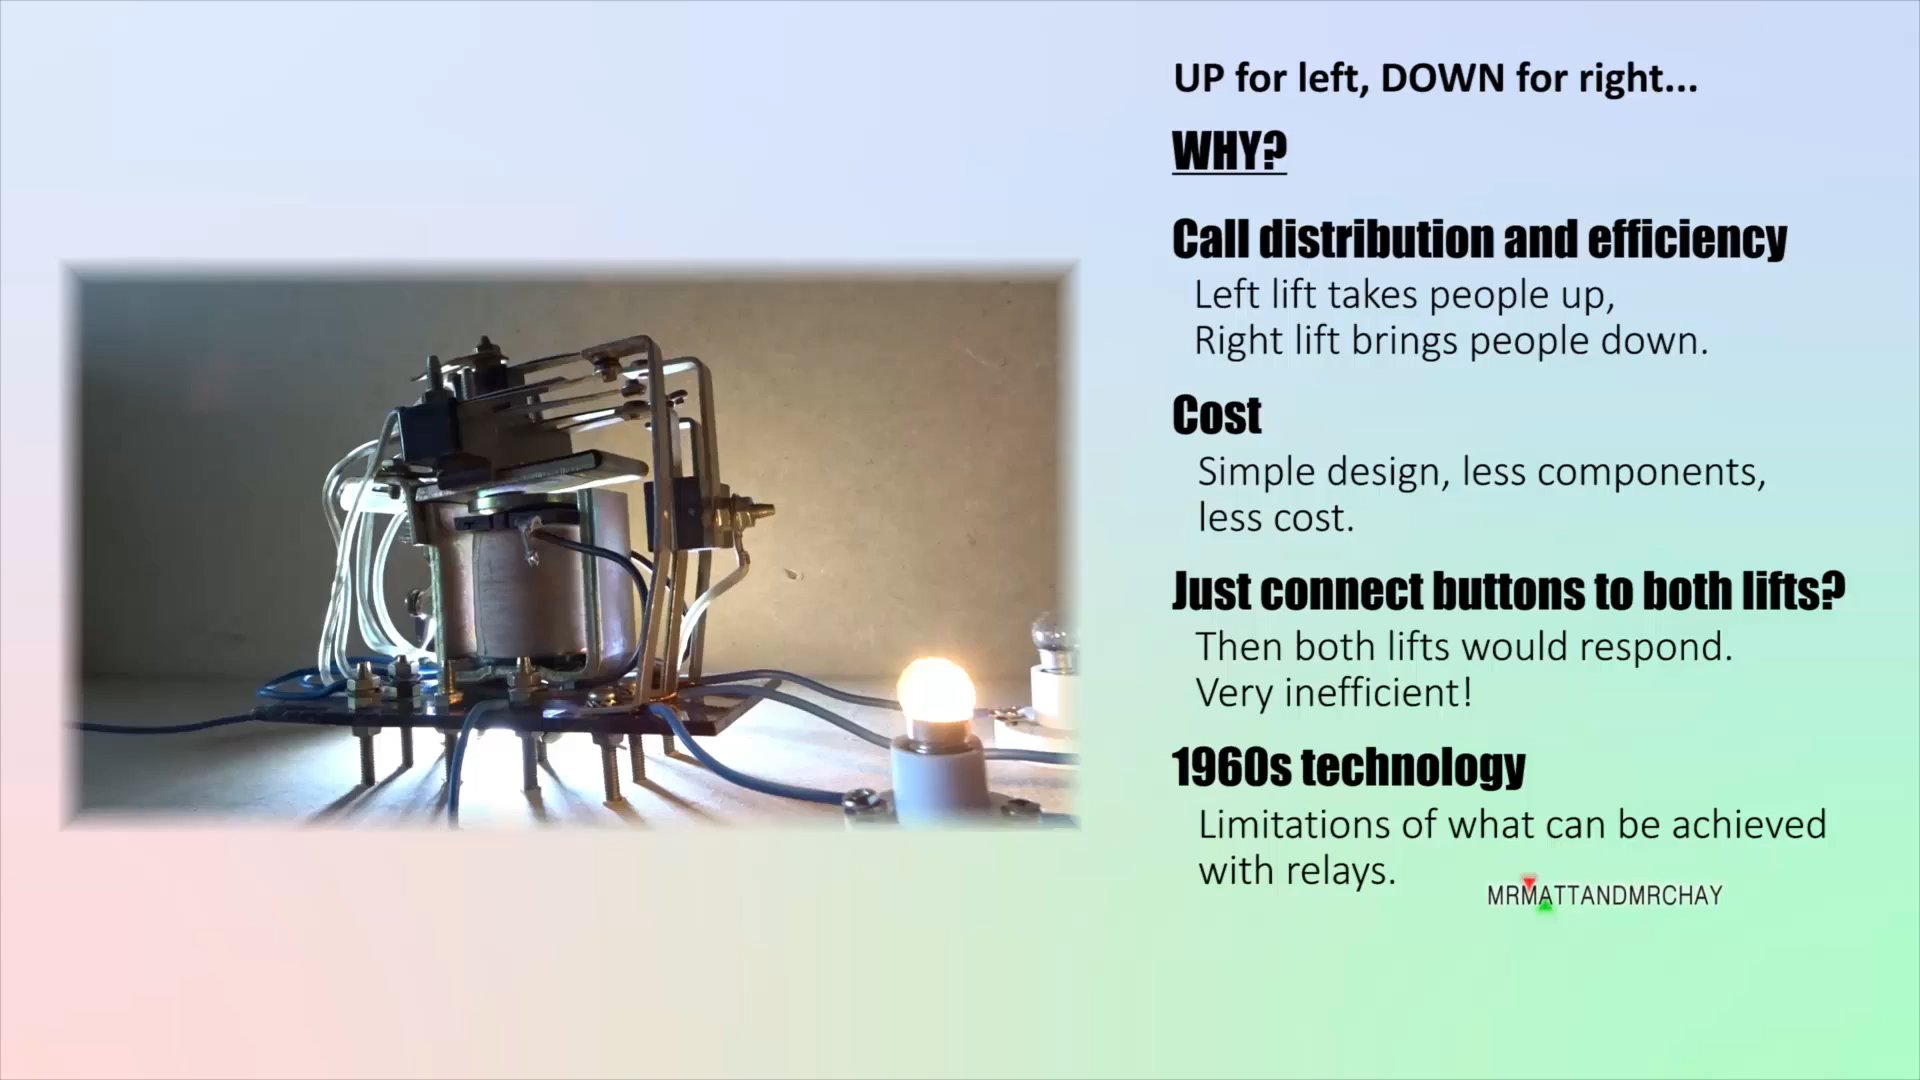 UP for left, DOWN for right...
WHY?
Call distribution and efficiency
Left lift takes people up,
Right lift brings people down.
Cost
Simple design, less components,
less cost.
Just connect buttons to both lifts?
Then both lifts would respond.
Very inefficient!
1960s technology
Limitations of what can be achieved
with relays.
MRMATTANDMRCHAY